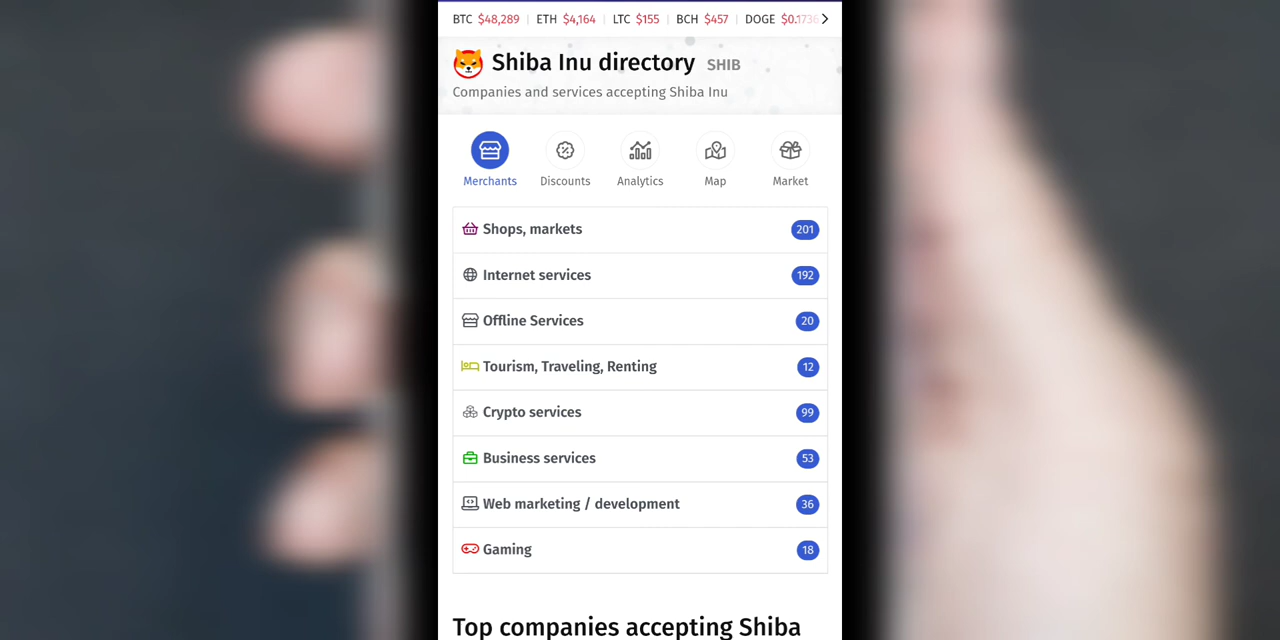 BTC $48,289 ETH $4,164 LTC $155 BCH $457 DOGE $0.1736
Shiba Inu directory SHIB
Companies and services accepting Shiba Inu
Merchants Discounts Analytics Map Market
Shops, markets 201
Internet services 192
Offline Services 20
Tourism, Traveling, Renting 12
Crypto services 99
Business services 53
Web marketing / development 36
Gaming 18
Top companies accepting Shiba